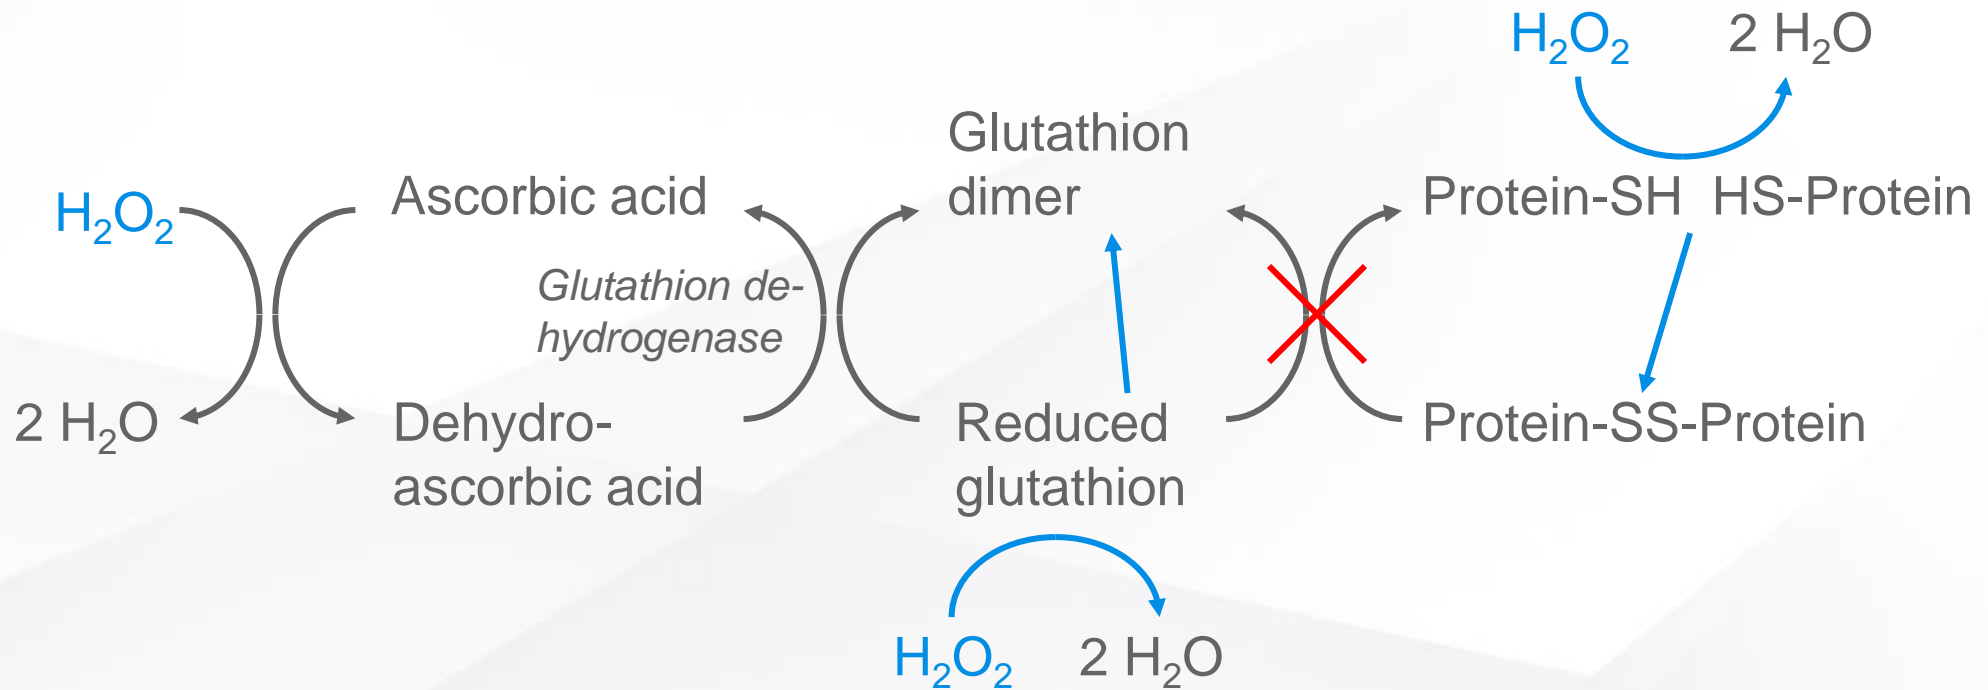 H₂O₂ 2 H₂O
Glutathion
dimer
Ascorbic acid
H₂O₂
Protein-SH HS-Protein
Glutathion de-
hydrogenase
2 H₂O
Dehydro-
ascorbic acid
Reduced
glutathion
Protein-SS-Protein
H₂O₂ 2 H₂O